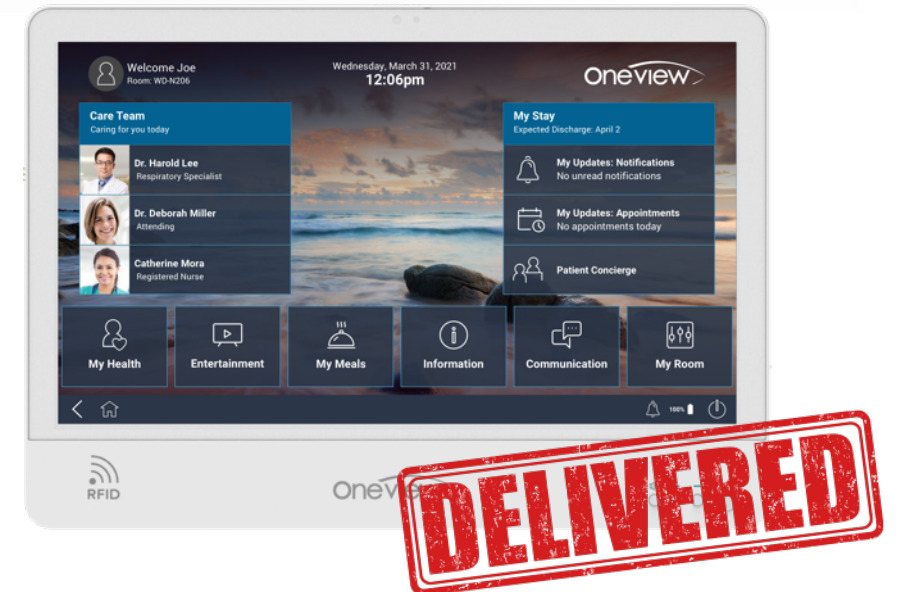 Welcome Joe
Room: WD-N206
Wednesday, March 31, 2021
12:06pm
oneview
Care Team
Caring for you today
Dr. Harold Lee
Respiratory Specialist
Dr. Deborah Miller
Attending
Catherine Mora
Registered Nurse
My Stay
Expected Discharge: April 2
My Updates: Notifications
No unread notifications
My Updates: Appointments
No appointments today
Patient Concierge
My Health
Entertainment
My Meals
Information
Communication
My Room
100%
RFID
onevie
DELIVERED